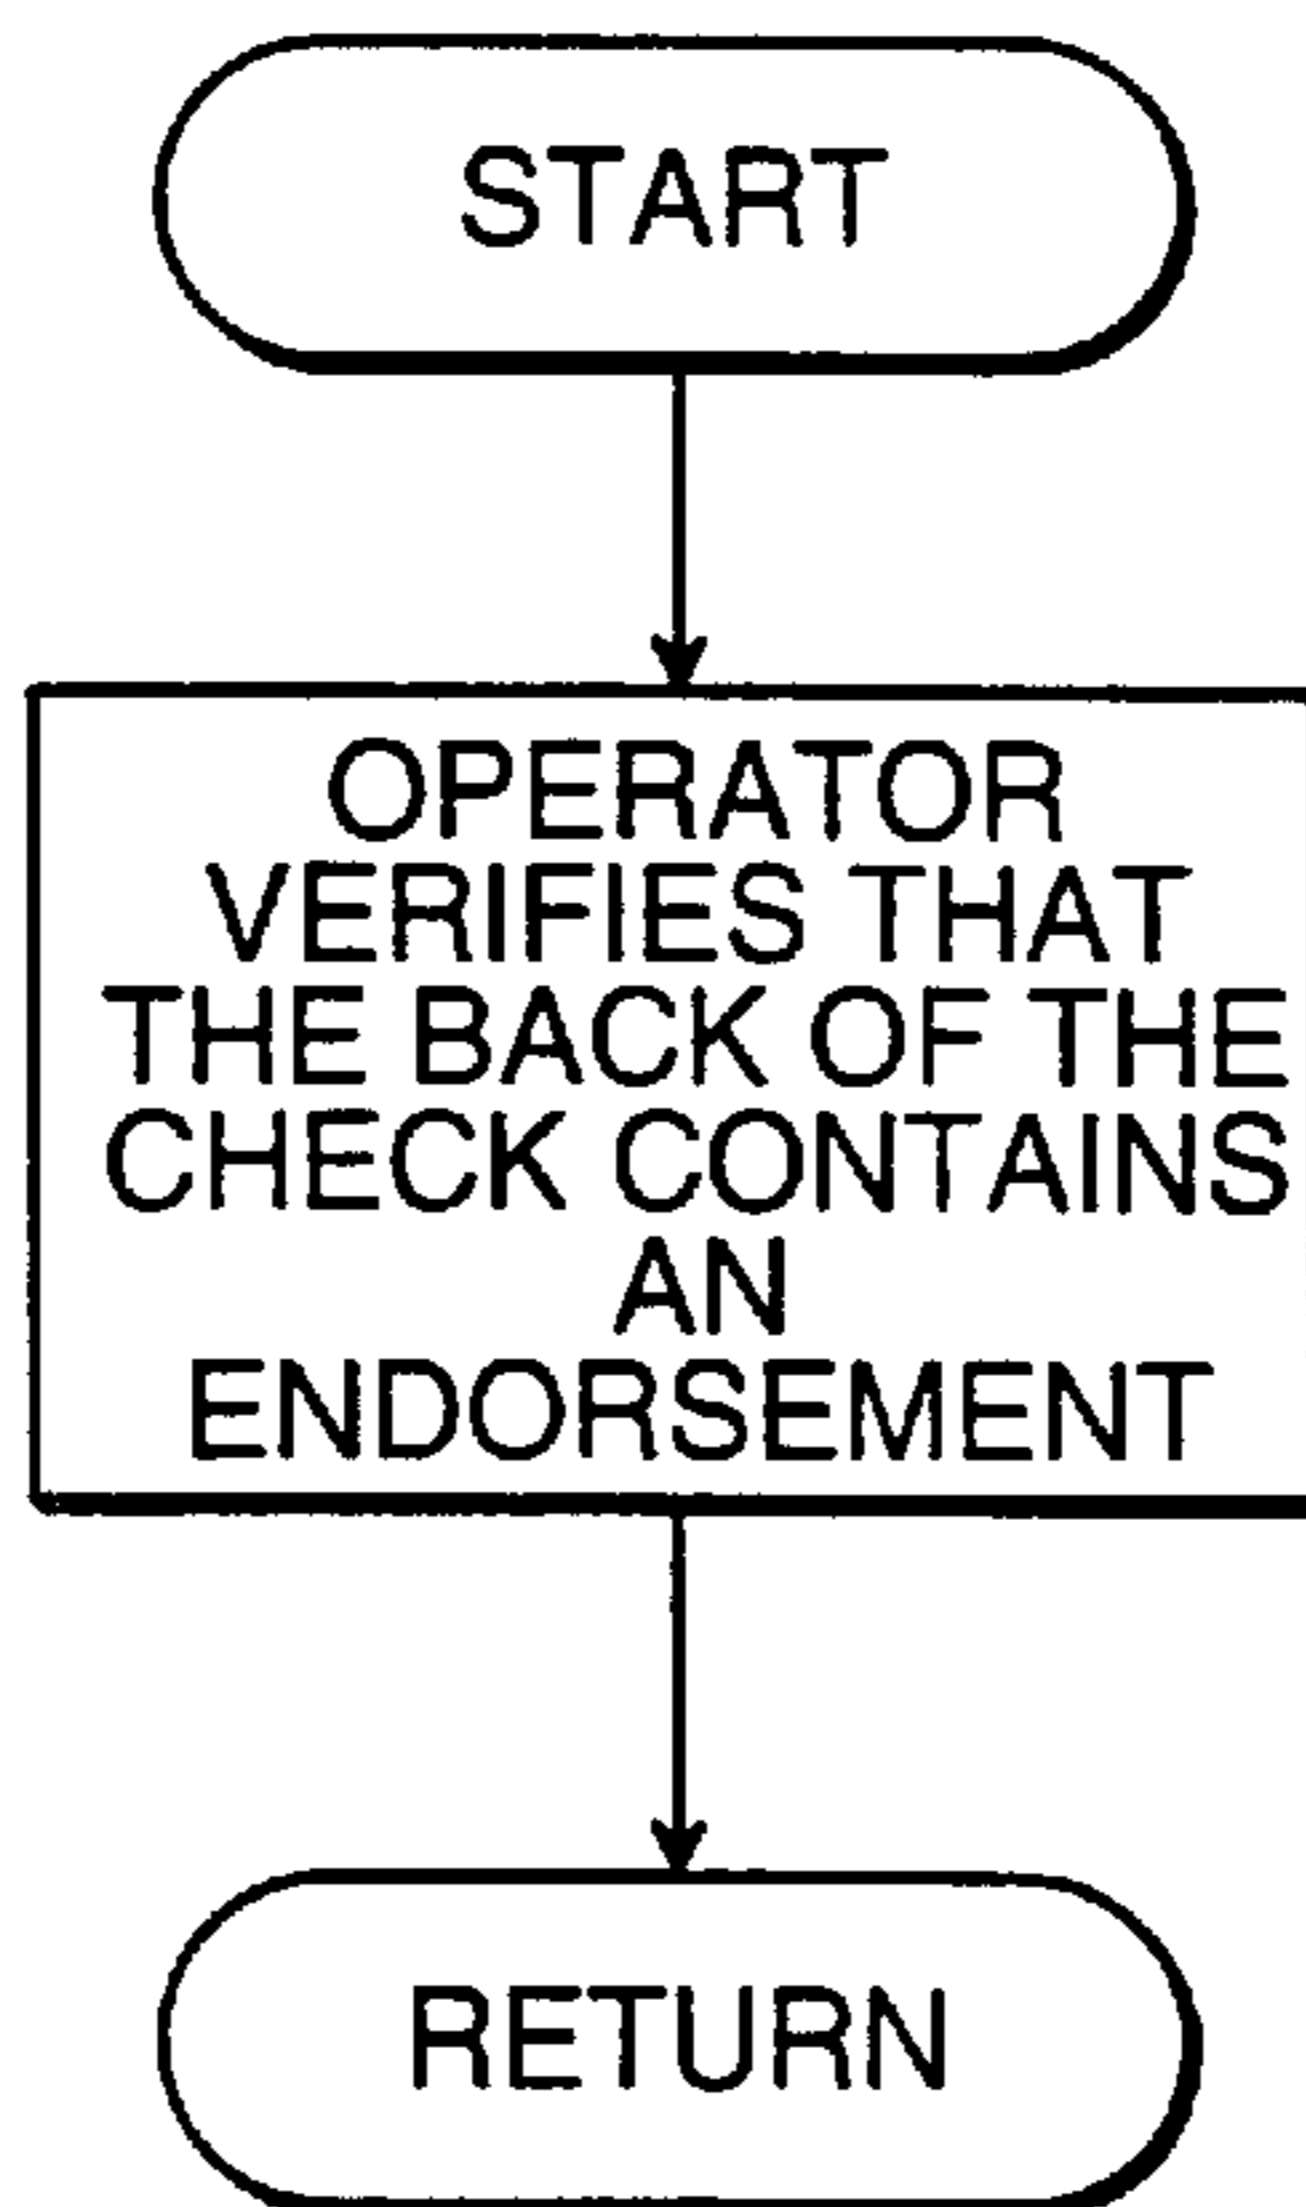 START
OPERATOR
VERIFIES THAT
THE BACK OF THE
CHECK CONTAINS
AN
ENDORSEMENT
RETURN